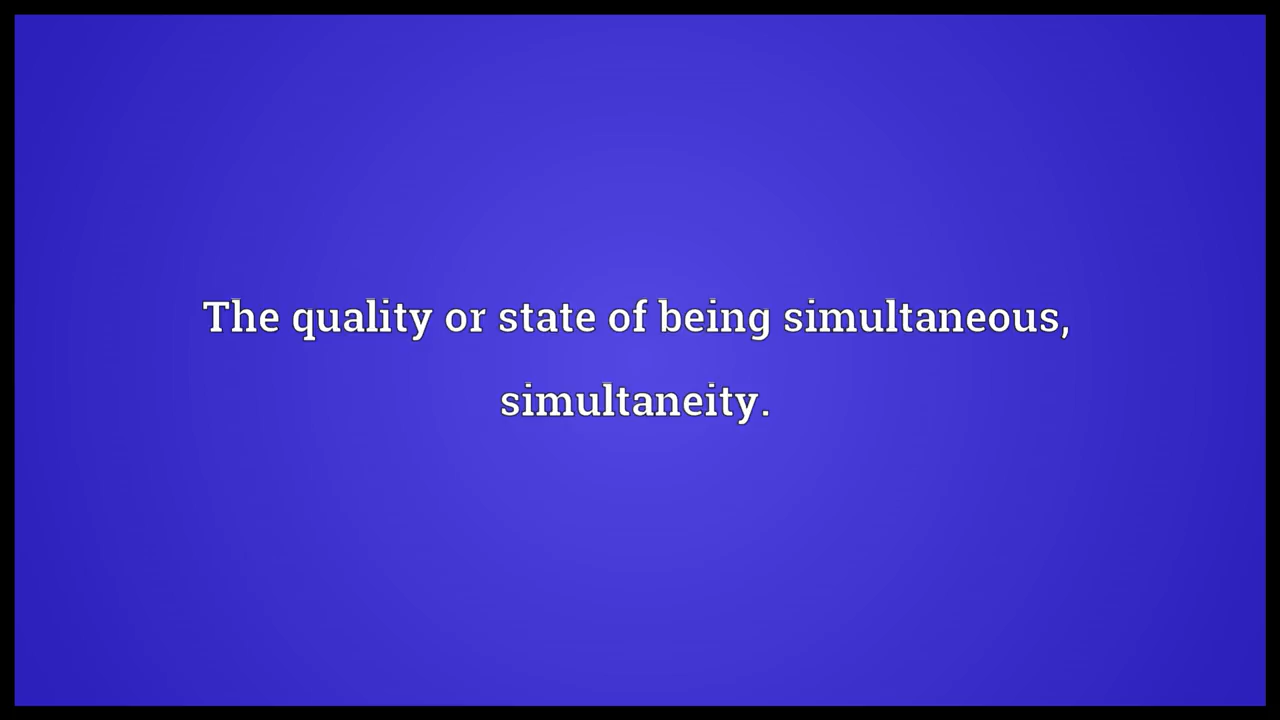 The quality or state of being simultaneous,
simultaneity.